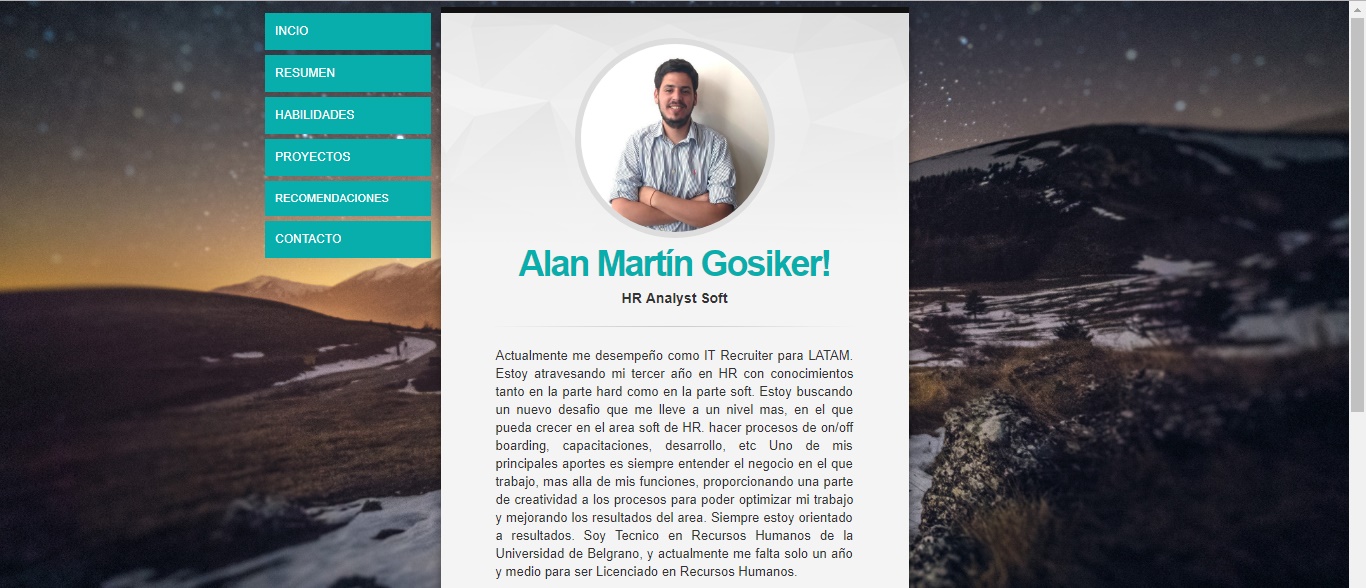 INCIO
RESUMEN
HABILIDADES
PROYECTOS
RECOMENDACIONES
CONTACTO
Alan Martín Gosiker!
HR Analyst Soft
Actualmente me desempeño como IT Recruiter para LATAM.
Estoy atravesando mi tercer año en HR con conocimientos
tanto en la parte hard como en la parte soft. Estoy buscando
un nuevo desafio que me lleve a un nivel mas, en el que
pueda crecer en el area soft de HR. hacer procesos de on/off
boarding, capacitaciones, desarrollo, etc Uno de mis
principales aportes es siempre entender el negocio en el que
trabajo, mas alla de mis funciones, proporcionando una parte
de creatividad a los procesos para poder optimizar mi trabajo
y mejorando los resultados del area. Siempre estoy orientado
a resultados. Soy Tecnico en Recursos Humanos de la
Universidad de Belgrano, y actualmente me falta solo un año
y medio para ser Licenciado en Recursos Humanos.